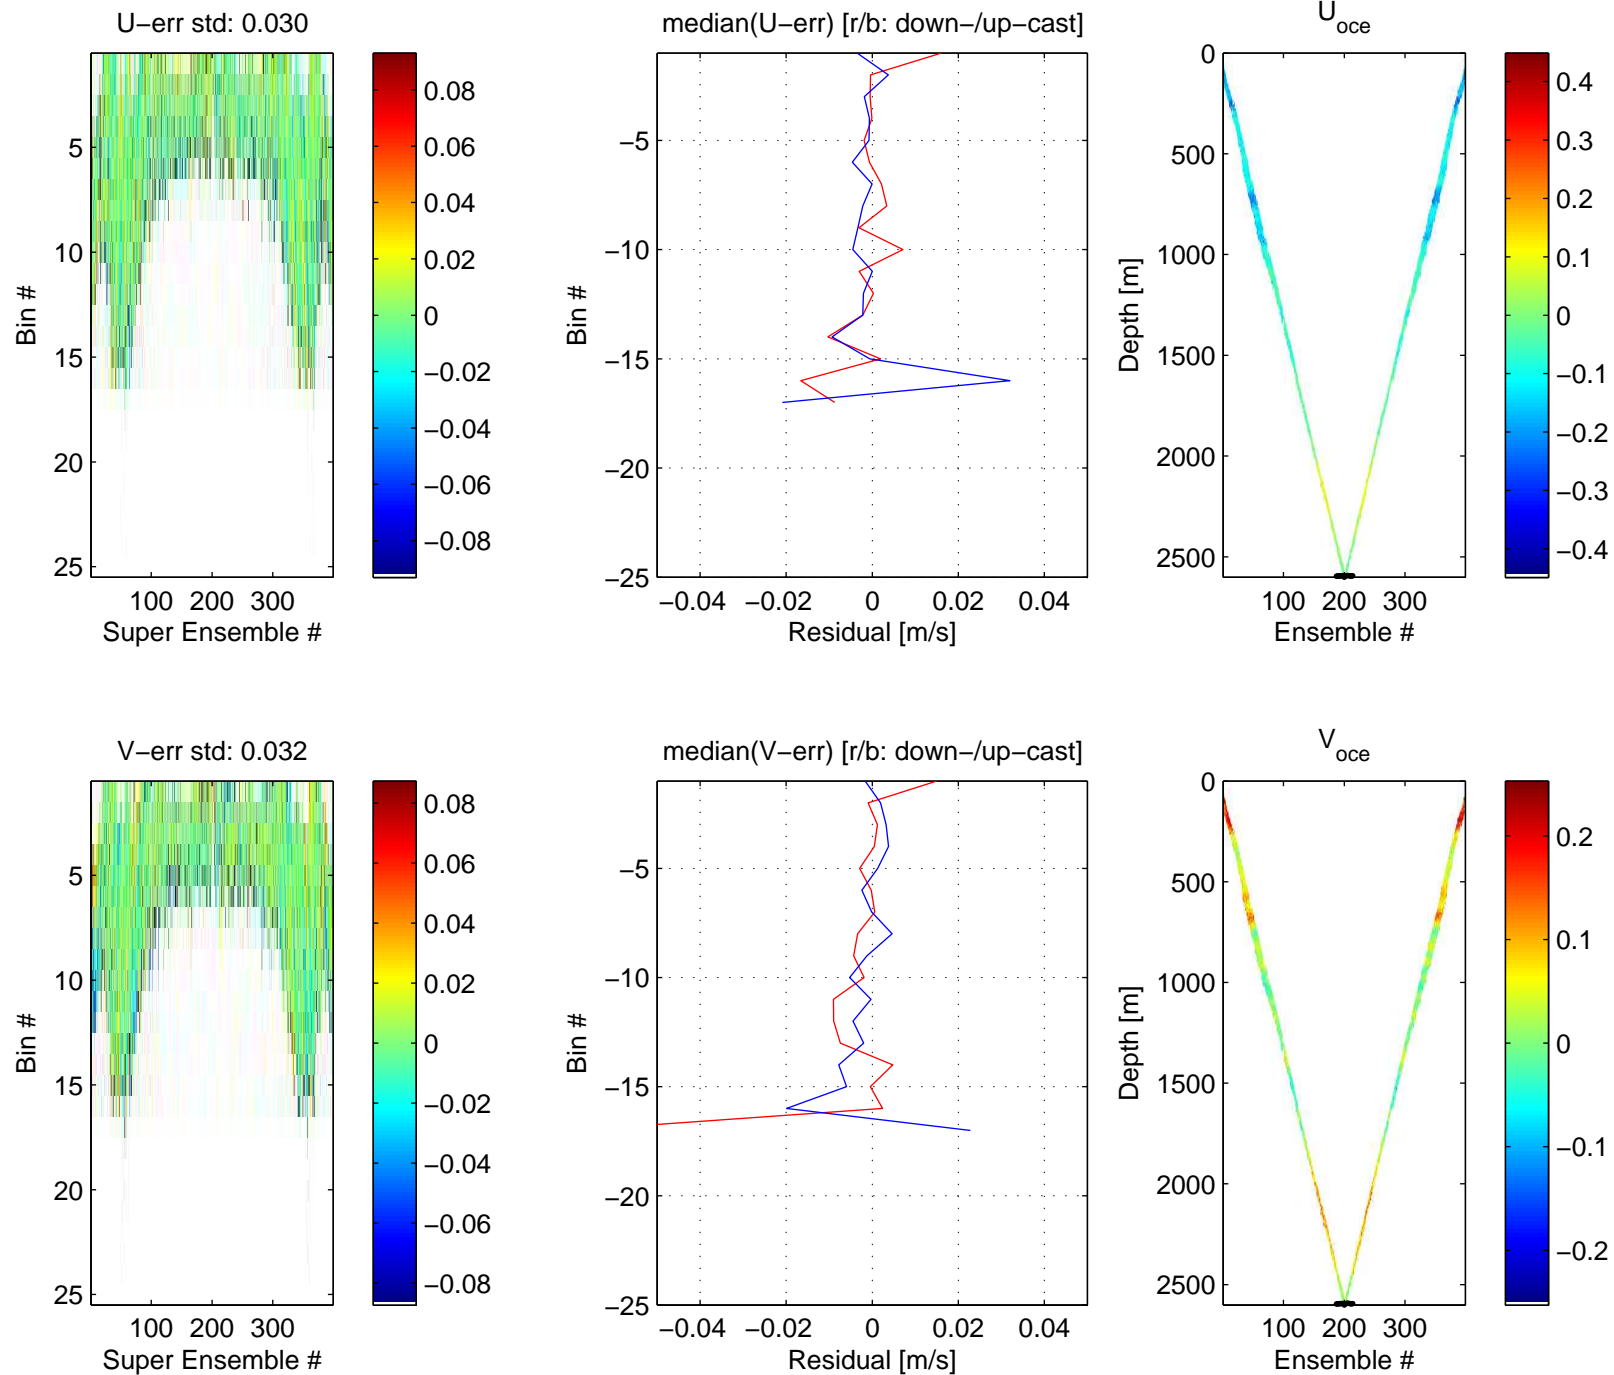 U−err std: 0.030
5
10
15
20
25
100 200 300
Super Ensemble #
Bin #
0.08
0.06
0.04
0.02
0
−0.02
−0.04
−0.06
−0.08
median(U−err) [r/b: down−/up−cast]
−5
−10
−15
−20
−25
−0.04 −0.02 0 0.02 0.04
Residual [m/s]
Bin #
U_oce
0
500
1000
1500
2000
2500
100 200 300
Ensemble #
Depth [m]
0.4
0.3
0.2
0.1
0
−0.1
−0.2
−0.3
−0.4
V−err std: 0.032
5
10
15
20
25
100 200 300
Super Ensemble #
Bin #
0.08
0.06
0.04
0.02
0
−0.02
−0.04
−0.06
−0.08
median(V−err) [r/b: down−/up−cast]
−5
−10
−15
−20
−25
−0.04 −0.02 0 0.02 0.04
Residual [m/s]
Bin #
V_oce
0
500
1000
1500
2000
2500
100 200 300
Ensemble #
Depth [m]
0.2
0.1
0
−0.1
−0.2